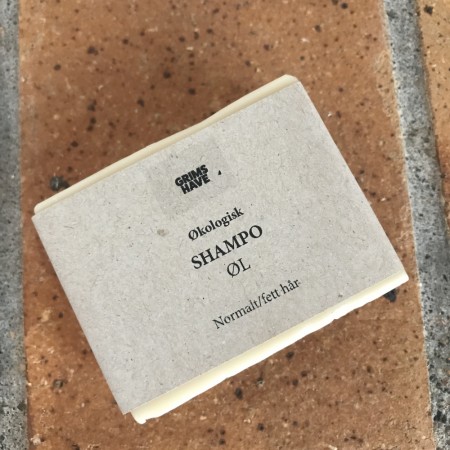 GRIMS
HAVE
Økologisk
SHAMPO
ØL
Normalt/fett hår